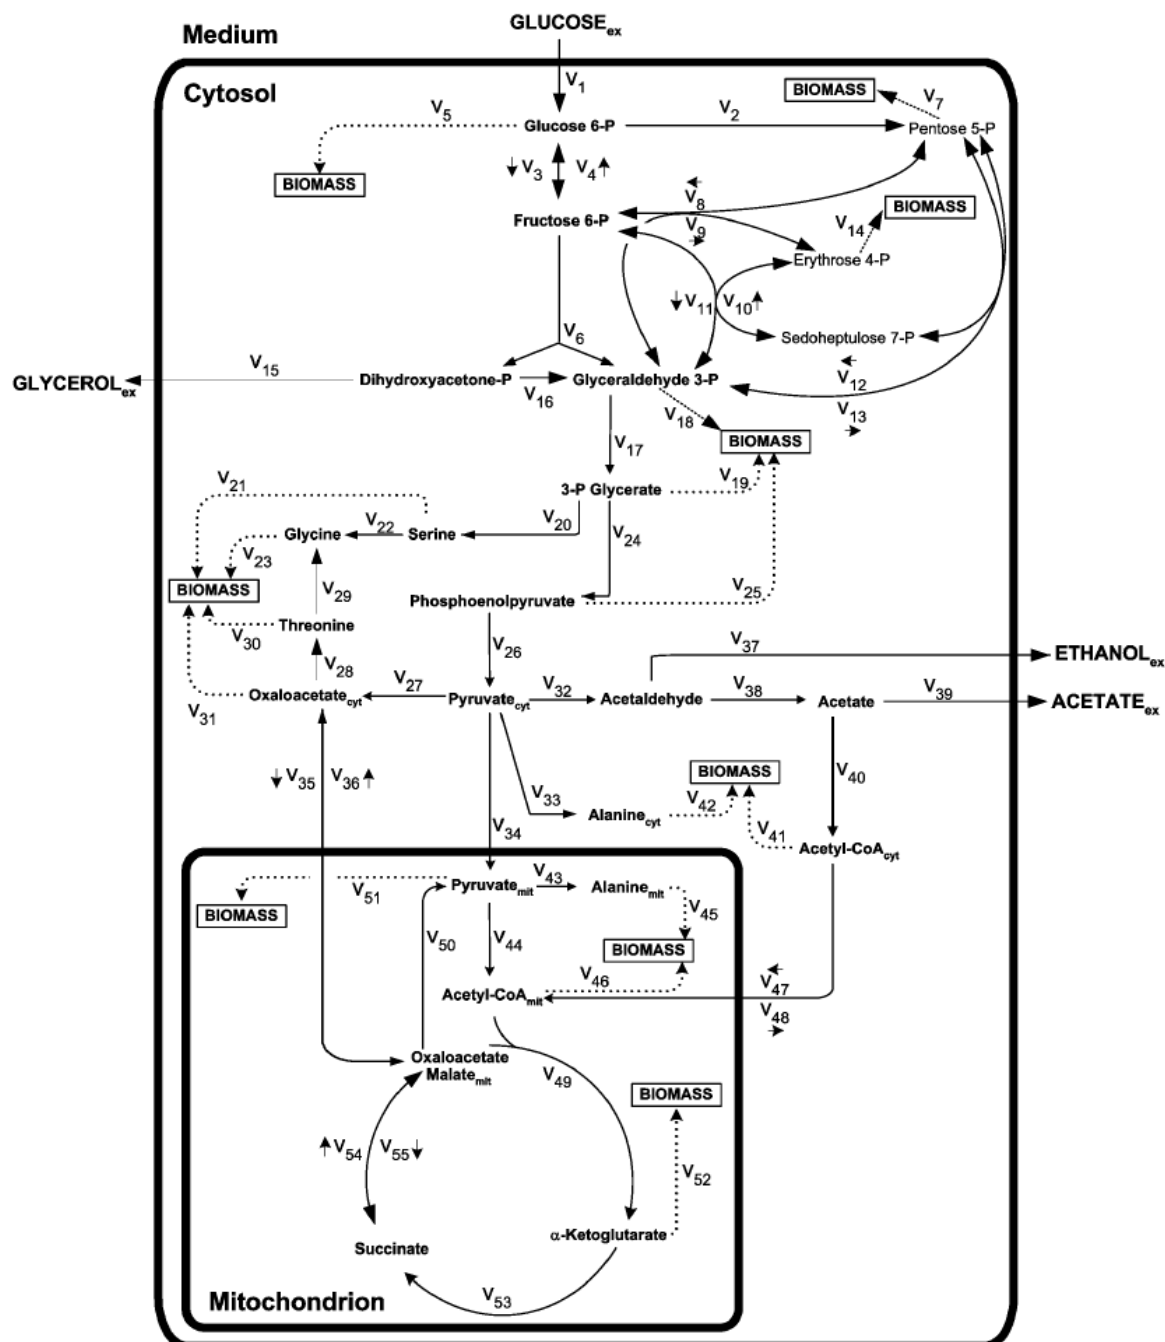 GLUCOSEex
Medium
Cytosol
V1
BIOMASS
V7
V5
V2
Glucose 6-P
Pentose 5-P
V3
V4
BIOMASS
V8
BIOMASS
Fructose 6-P
V9
V14
Erythrose 4-P
V11
V10
V6
Sedoheptulose 7-P
V15
V12
GLYCEROLex
Dihydroxyacetone-P
Glyceraldehyde 3-P
V16
V18
V13
BIOMASS
V17
V21
V19
3-P Glycerate
V22
V20
Glycine
Serine
V24
V23
BIOMASS
V29
V25
Phosphoenolpyruvate
Threonine
V30
V26
V37
ETHANOLex
V28
V27
V32
V38
V39
Oxaloacetatecyt
Pyruvatecyt
Acetaldehyde
Acetate
ACETATEex
V31
V35
V36
BIOMASS
V40
V33
V42
Alaninecyt
V34
V41
Acetyl-CoAcyt
V43
Pyruvatemit
Alaninemit
V51
BIOMASS
V45
V50
V44
BIOMASS
V46
V47
Acetyl-CoAmit
V48
Oxaloacetate
Malatemit
V49
BIOMASS
V54
V55
V52
α-Ketoglutarate
Succinate
V53
Mitochondrion